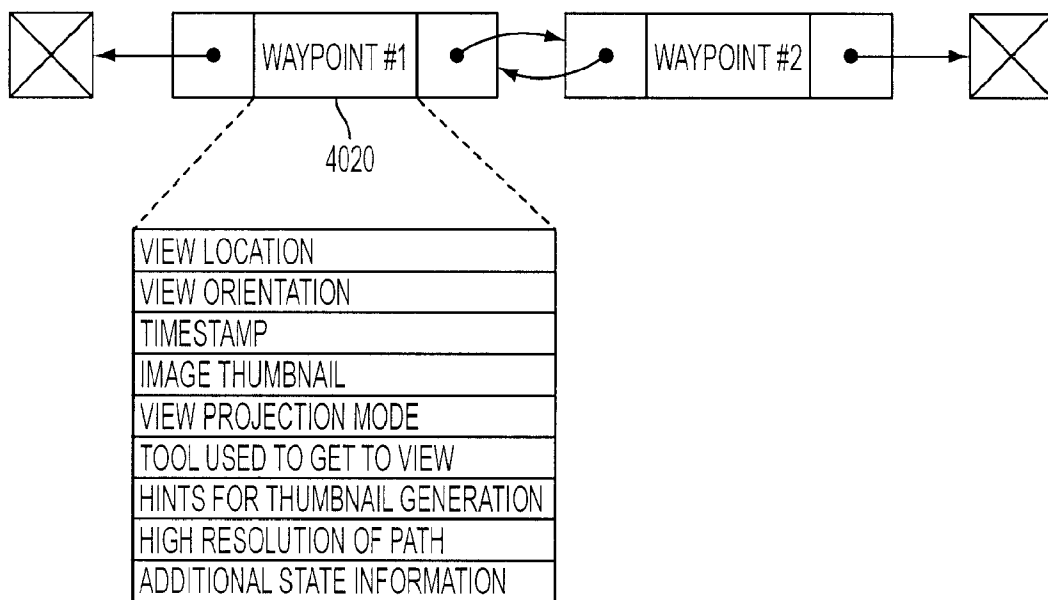 WAYPOINT #1
WAYPOINT #2
4020
VIEW LOCATION
VIEW ORIENTATION
TIMESTAMP
IMAGE THUMBNAIL
VIEW PROJECTION MODE
TOOL USED TO GET TO VIEW
HINTS FOR THUMBNAIL GENERATION
HIGH RESOLUTION OF PATH
ADDITIONAL STATE INFORMATION